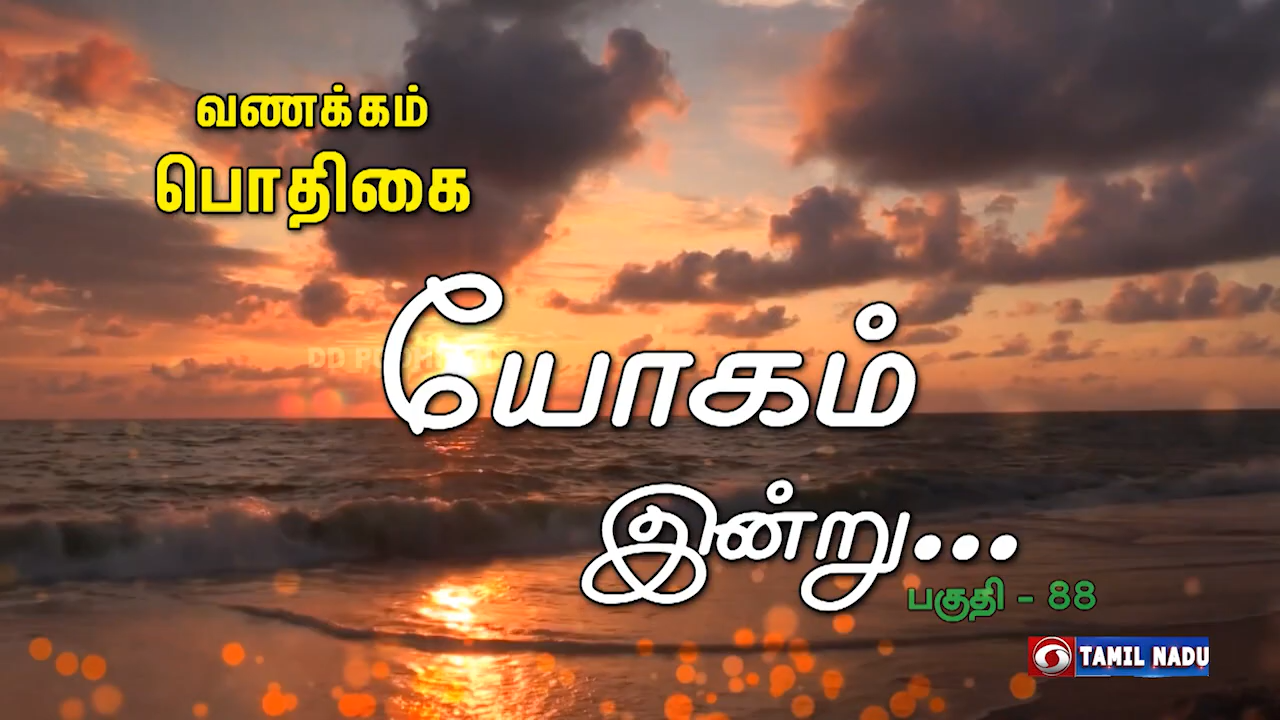 வணக்கம்
பொதிகை
யோகம்
இன்று...
பகுதி - 88
TAMIL NADU